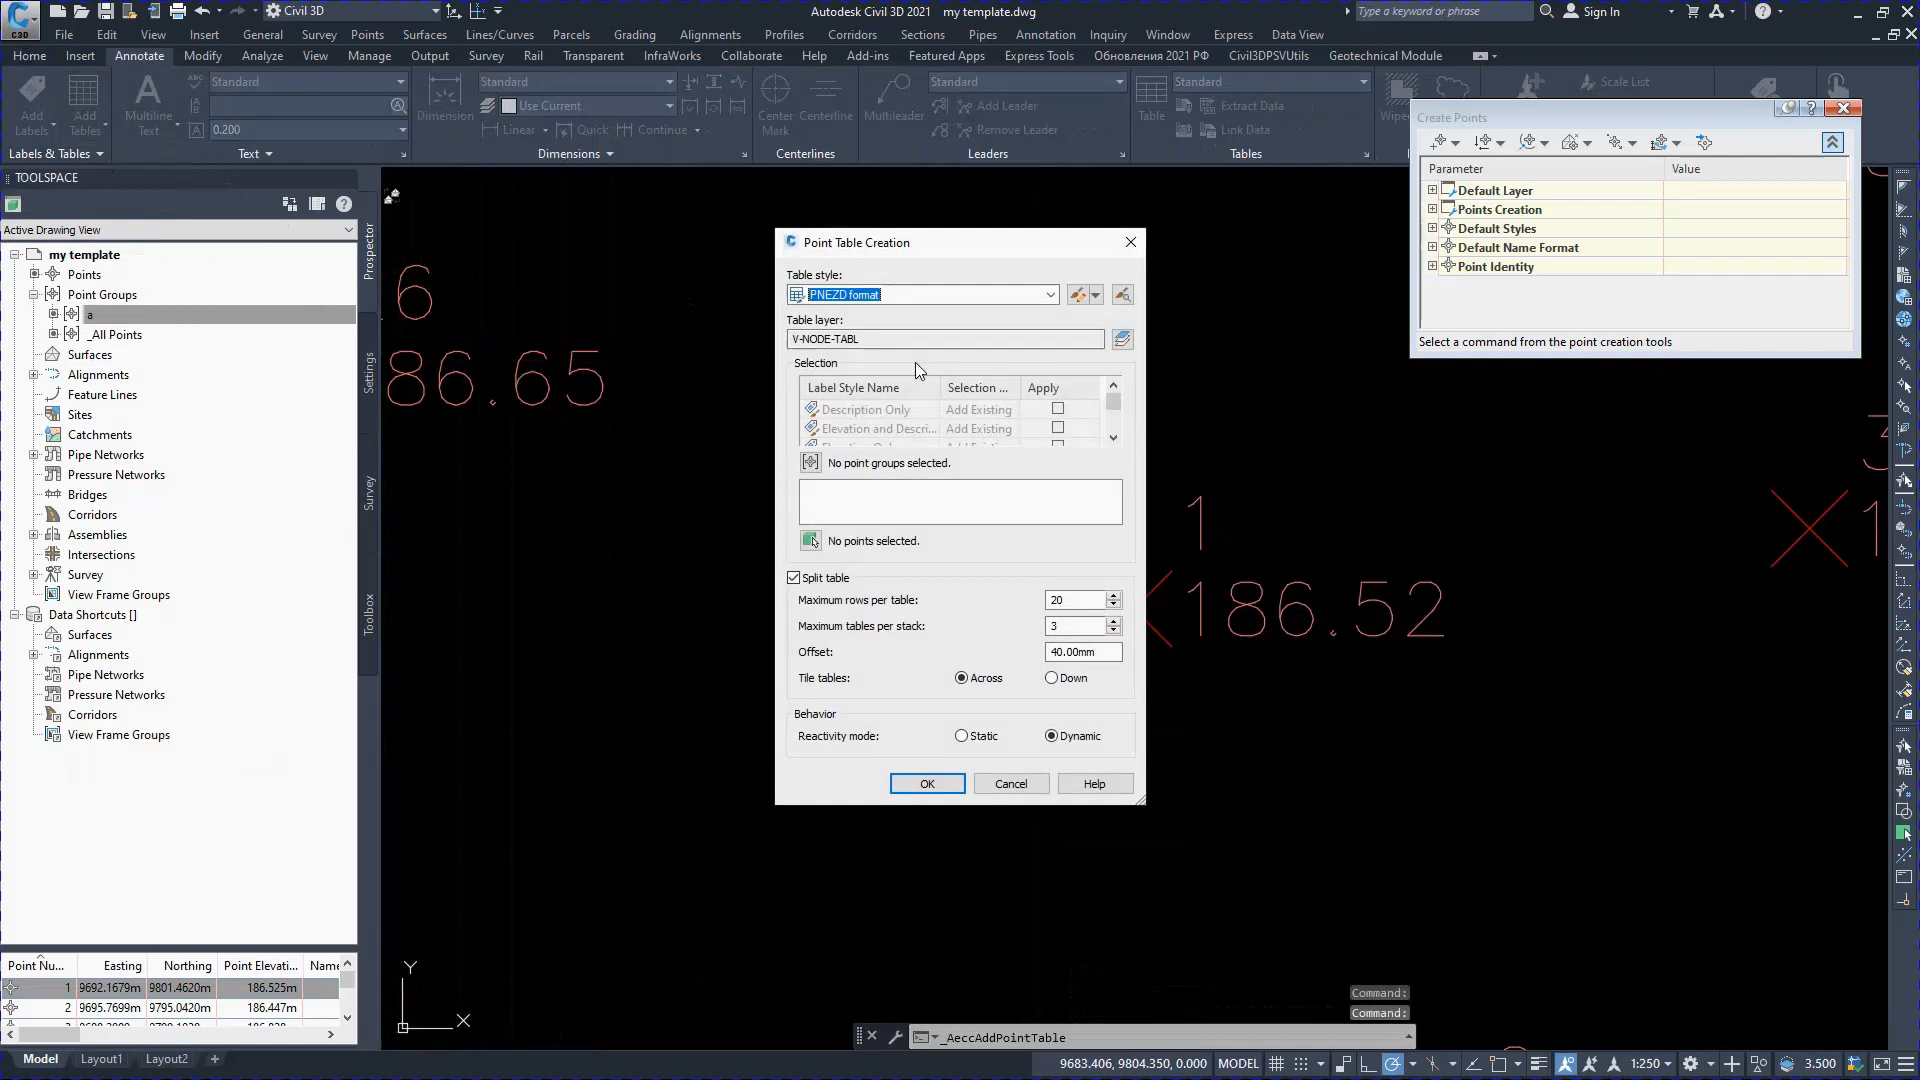 C3D
Civil 3D
Autodesk Civil 3D 2021 my template.dwg
Type a keyword or phrase
Sign In
File Edit View Insert General Survey Points Surfaces Lines/Curves Parcels Grading Alignments Profiles Corridors Sections Pipes Annotation Inquiry Window Express Data View
Home Insert Annotate Modify Analyze View Manage Output Survey Rail Transparent InfraWorks Collaborate Help Add-ins Featured Apps Express Tools Обновления 2021 РФ Civil3DPSVUtils Geotechnical Module
Add Labels
Add Tables
Labels & Tables
Multiline Text
Standard
0.200
Text
Dimension
Standard
Use Current
Linear Quick Continue
Dimensions
Center Mark
Centerline
Centerlines
Multileader
Standard
Add Leader
Remove Leader
Leaders
Table
Standard
Extract Data
Link Data
Tables
Scale List
TOOLSPACE
Active Drawing View
my template
Points
Point Groups
a
_All Points
Surfaces
Alignments
Feature Lines
Sites
Catchments
Pipe Networks
Pressure Networks
Bridges
Corridors
Assemblies
Intersections
Survey
View Frame Groups
Data Shortcuts []
Surfaces
Alignments
Pipe Networks
Pressure Networks
Corridors
View Frame Groups
Prospector
Settings
Survey
Toolbox
Point Nu... Easting Northing Point Elevati... Name
1 9692.1679m 9801.4620m 186.525m
2 9695.7699m 9795.0420m 186.447m
Model Layout1 Layout2 +
6
86.65
1
186.52
Y
X
Point Table Creation
Table style:
PNEZD format
Table layer:
V-NODE-TABL
Selection
Label Style Name Selection ... Apply
Description Only Add Existing
Elevation and Descri... Add Existing
No point groups selected.
No points selected.
Split table
Maximum rows per table: 20
Maximum tables per stack: 3
Offset: 40.00mm
Tile tables: Across Down
Behavior
Reactivity mode: Static Dynamic
OK Cancel Help
Create Points
Parameter Value
Default Layer
Points Creation
Default Styles
Default Name Format
Point Identity
Select a command from the point creation tools
Command:
Command:
_AeccAddPointTable
9683.406, 9804.350, 0.000 MODEL 1:250 3.500